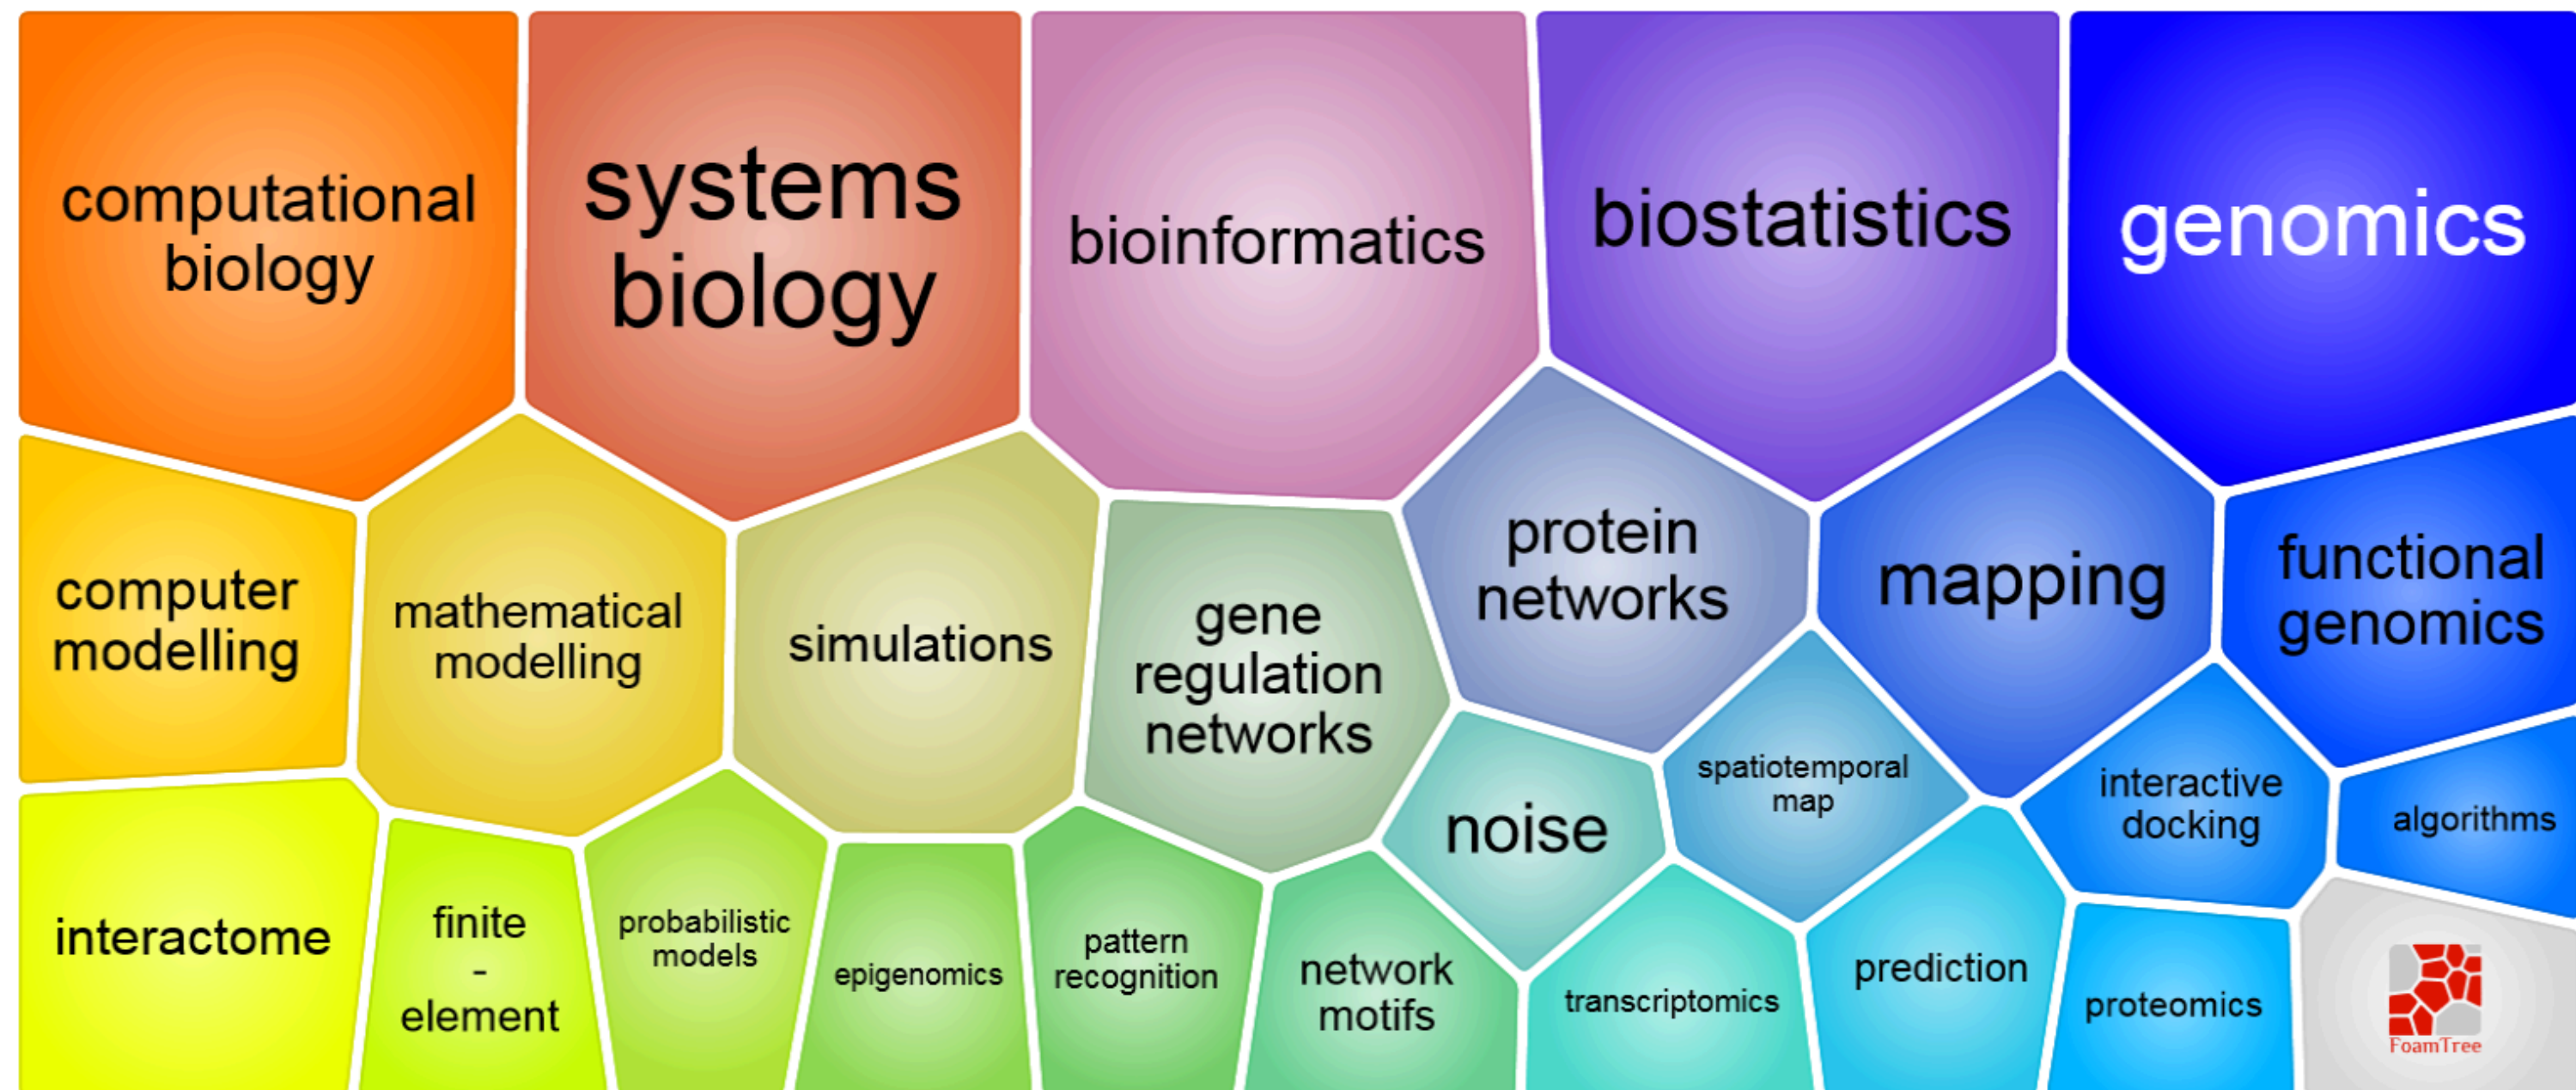 computational
biology
systems
biology
bioinformatics
biostatistics
genomics
computer
modelling
mathematical
modelling
simulations
gene
regulation
networks
protein
networks
mapping
functional
genomics
interactome
finite
-
element
probabilistic
models
epigenomics
pattern
recognition
network
motifs
noise
spatiotemporal
map
transcriptomics
prediction
interactive
docking
proteomics
algorithms
FoamTree